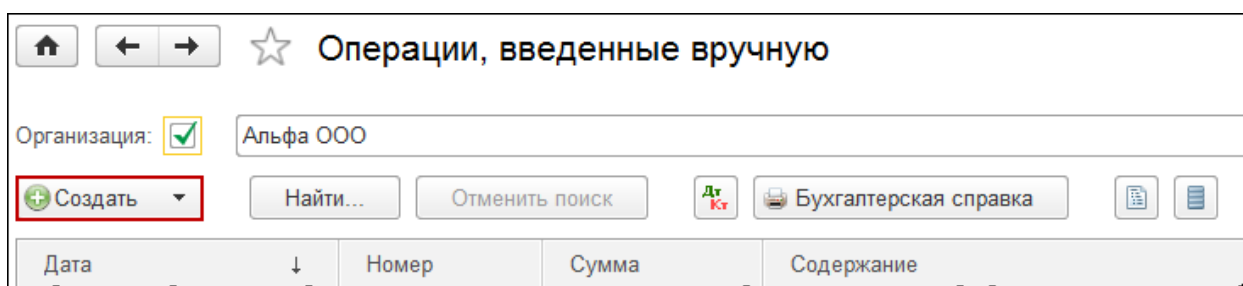 Операции, введенные вручную
Организация: Альфа ООО
Создать Найти... Отменить поиск Дт Кт Бухгалтерская справка
Дата ↓ Номер Сумма Содержание